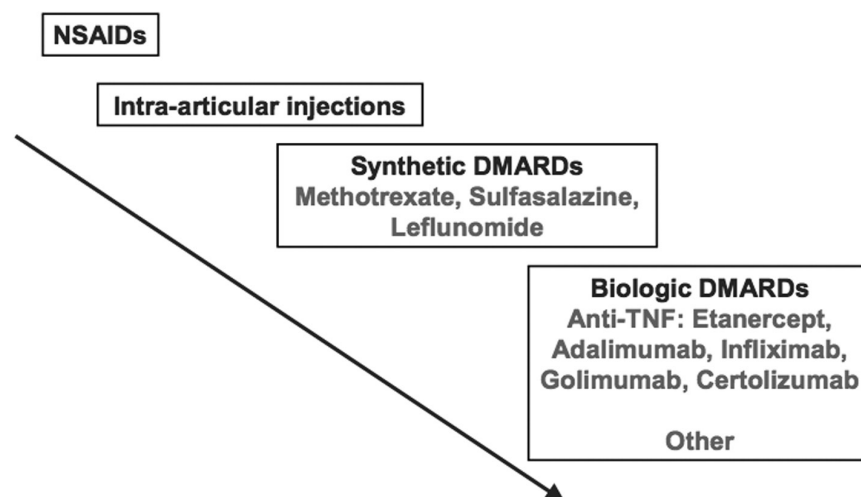 NSAIDs
Intra-articular injections
Synthetic DMARDs
Methotrexate, Sulfasalazine,
Leflunomide
Biologic DMARDs
Anti-TNF: Etanercept,
Adalimumab, Infliximab,
Golimumab, Certolizumab
Other